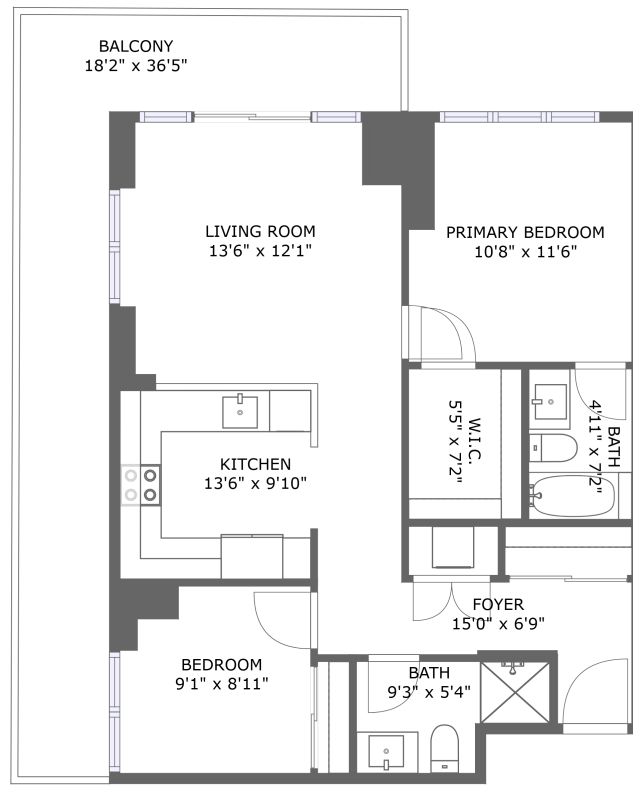 BALCONY
18'2" x 36'5"
LIVING ROOM
13'6" x 12'1"
PRIMARY BEDROOM
10'8" x 11'6"
W.I.C.
5'5" x 7'2"
BATH
4'11" x 7'2"
KITCHEN
13'6" x 9'10"
FOYER
15'0" x 6'9"
BEDROOM
9'1" x 8'11"
BATH
9'3" x 5'4"